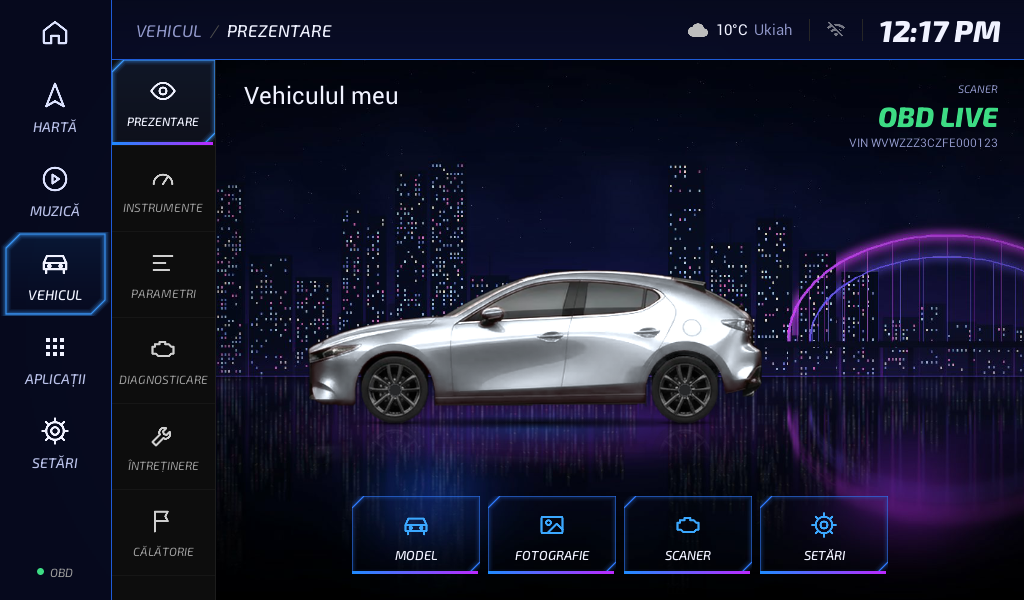 VEHICUL / PREZENTARE
10°C Ukiah
12:17 PM
HARTĂ
MUZICĂ
VEHICUL
APLICAȚII
SETĂRI
OBD
PREZENTARE
INSTRUMENTE
PARAMETRI
DIAGNOSTICARE
ÎNTREȚINERE
CĂLĂTORIE
Vehiculul meu
SCANER
OBD LIVE
VIN WVWZZZ3CZFE000123
MODEL
FOTOGRAFIE
SCANER
SETĂRI